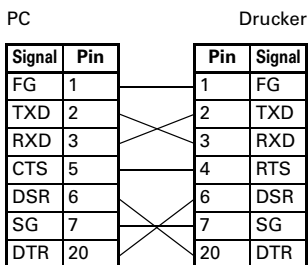 PC Drucker
Signal Pin Pin Signal
FG 1 1 FG
TXD 2 2 TXD
RXD 3 3 RXD
CTS 5 4 RTS
DSR 6 6 DSR
SG 7 7 SG
DTR 20 20 DTR